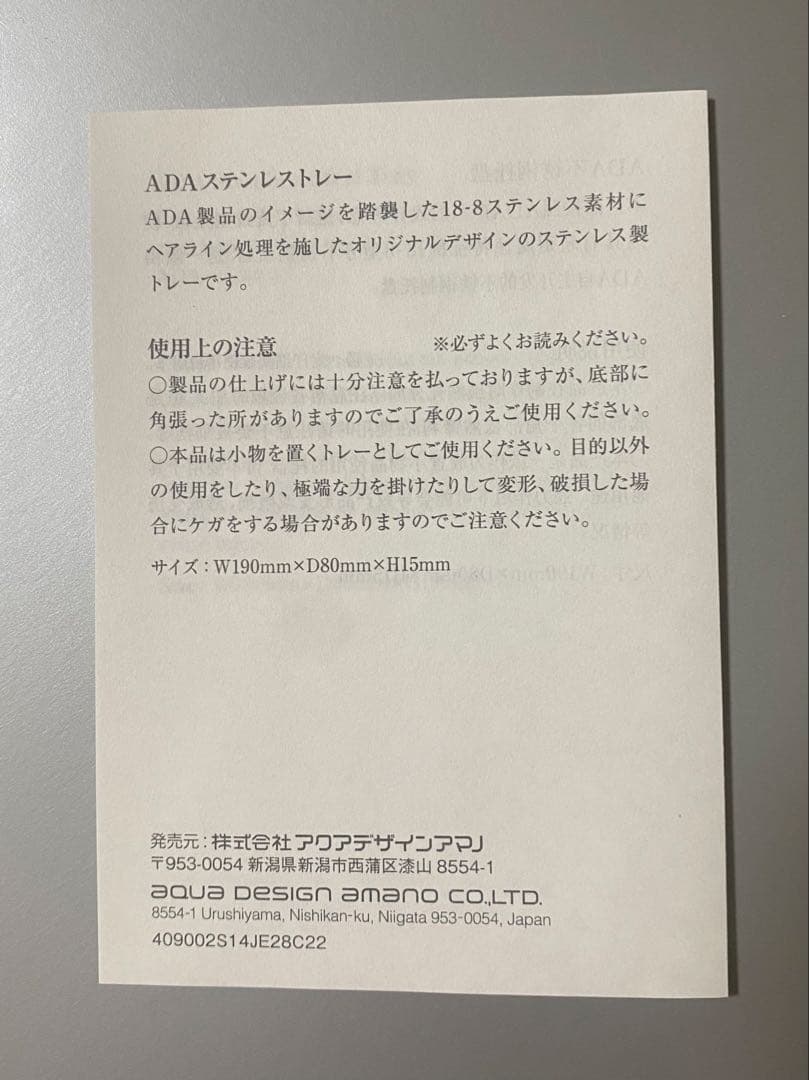 ADAステンレストレー
ADA製品のイメージを踏襲した18-8ステンレス素材に
ヘアライン処理を施したオリジナルデザインのステンレス製
トレーです。
使用上の注意 ※必ずよくお読みください。
○製品の仕上げには十分注意を払っておりますが、底部に
角張った所がありますのでご了承のうえご使用ください。
○本品は小物を置くトレーとしてご使用ください。目的以外
の使用をしたり、極端な力を掛けたりして変形、破損した場
合にケガをする場合がありますのでご注意ください。
サイズ：W190mm×D80mm×H15mm
発売元：株式会社アクアデザインアマノ
〒953-0054 新潟県新潟市西蒲区漆山 8554-1
aqua Design amano CO.,LTD.
8554-1 Urushiyama, Nishikan-ku, Niigata 953-0054, Japan
409002S14JE28C22